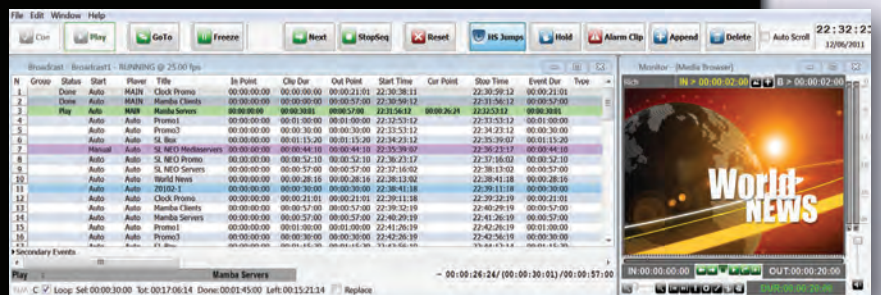 File Edit Window Help
Cue Play GoTo Freeze Next StopSeq Reset HS Jumps Hold Alarm Clip Append Delete Auto Scroll 22:32:2
12/06/2011
Broadcast - Broadcast1 - RUNNING @ 25.00 fps
Monitor - [Media Browser]
N Group Status Start Player Title In Point Clip Dur Out Point Start Time Cur Point Stop Time Event Dur Type
1 Done Auto MAIN Clock Promo 00:00:00:00 00:00:00:00 00:00:21:01 22:30:38:11 22:30:59:12 00:00:21:01
2 Done Auto MAIN Mamba Clients 00:00:00:00 00:00:57:00 22:30:59:12 22:31:56:12 00:00:57:00
3 Play Auto MAIN Mamba Servers 00:00:00:00 00:00:30:01 00:00:57:00 22:31:56:12 00:00:26:24 22:32:53:12 00:00:30:01
4 Auto Auto Promo1 00:00:00:00 00:01:00:00 00:01:00:00 22:32:53:12 22:33:53:12 00:01:00:00
5 Auto Auto Promo3 00:00:00:00 00:00:30:00 00:00:30:00 22:33:53:12 22:34:23:12 00:00:30:00
6 Auto Auto SL Box 00:00:00:00 00:01:15:20 00:01:15:20 22:34:23:12 22:35:39:07 00:01:15:20
7 Manual Auto SL NEO Mediaservers 00:00:00:00 00:00:44:10 00:00:44:10 22:35:39:07 22:36:23:17 00:00:44:10
8 Auto Auto SL NEO Promo 00:00:00:00 00:00:52:10 00:00:52:10 22:36:23:17 22:37:16:02 00:00:52:10
9 Auto Auto SL NEO Servers 00:00:00:00 00:00:57:00 00:00:57:00 22:37:16:02 22:38:13:02 00:00:57:00
10 Auto Auto World News 00:00:00:00 00:00:28:16 00:00:28:16 22:38:13:02 22:38:41:18 00:00:28:16
11 Auto Auto Z0102-1 00:00:00:00 00:00:30:00 00:00:30:00 22:38:41:18 22:39:11:18 00:00:30:00
12 Auto Auto Clock Promo 00:00:00:00 00:00:21:01 00:00:21:01 22:39:11:18 22:39:32:19 00:00:21:01
13 Auto Auto Mamba Clients 00:00:00:00 00:00:57:00 00:00:57:00 22:39:32:19 22:40:29:19 00:00:57:00
14 Auto Auto Mamba Servers 00:00:00:00 00:00:57:00 00:00:57:00 22:40:29:19 22:41:26:19 00:00:57:00
15 Auto Auto Promo1 00:00:00:00 00:01:00:00 00:01:00:00 22:41:26:19 22:42:26:19 00:01:00:00
16 Auto Auto Promo3 00:00:00:00 00:00:30:00 00:00:30:00 22:42:26:19 22:42:56:19 00:00:30:00
Secondary Events
Play Mamba Servers - 00:00:26:24/(00:00:30:01)/00:00:57:00
C Loop Set:00:00:30:00 Tot:00:17:06:14 Done:00:01:45:00 Left:00:15:21:14 Replace
IN > 00:00:02:00 B > 00:00:02:00
World
NEWS
IN:00:00:00:00 OUT:00:00:20:00
DUR:00:00:20:00